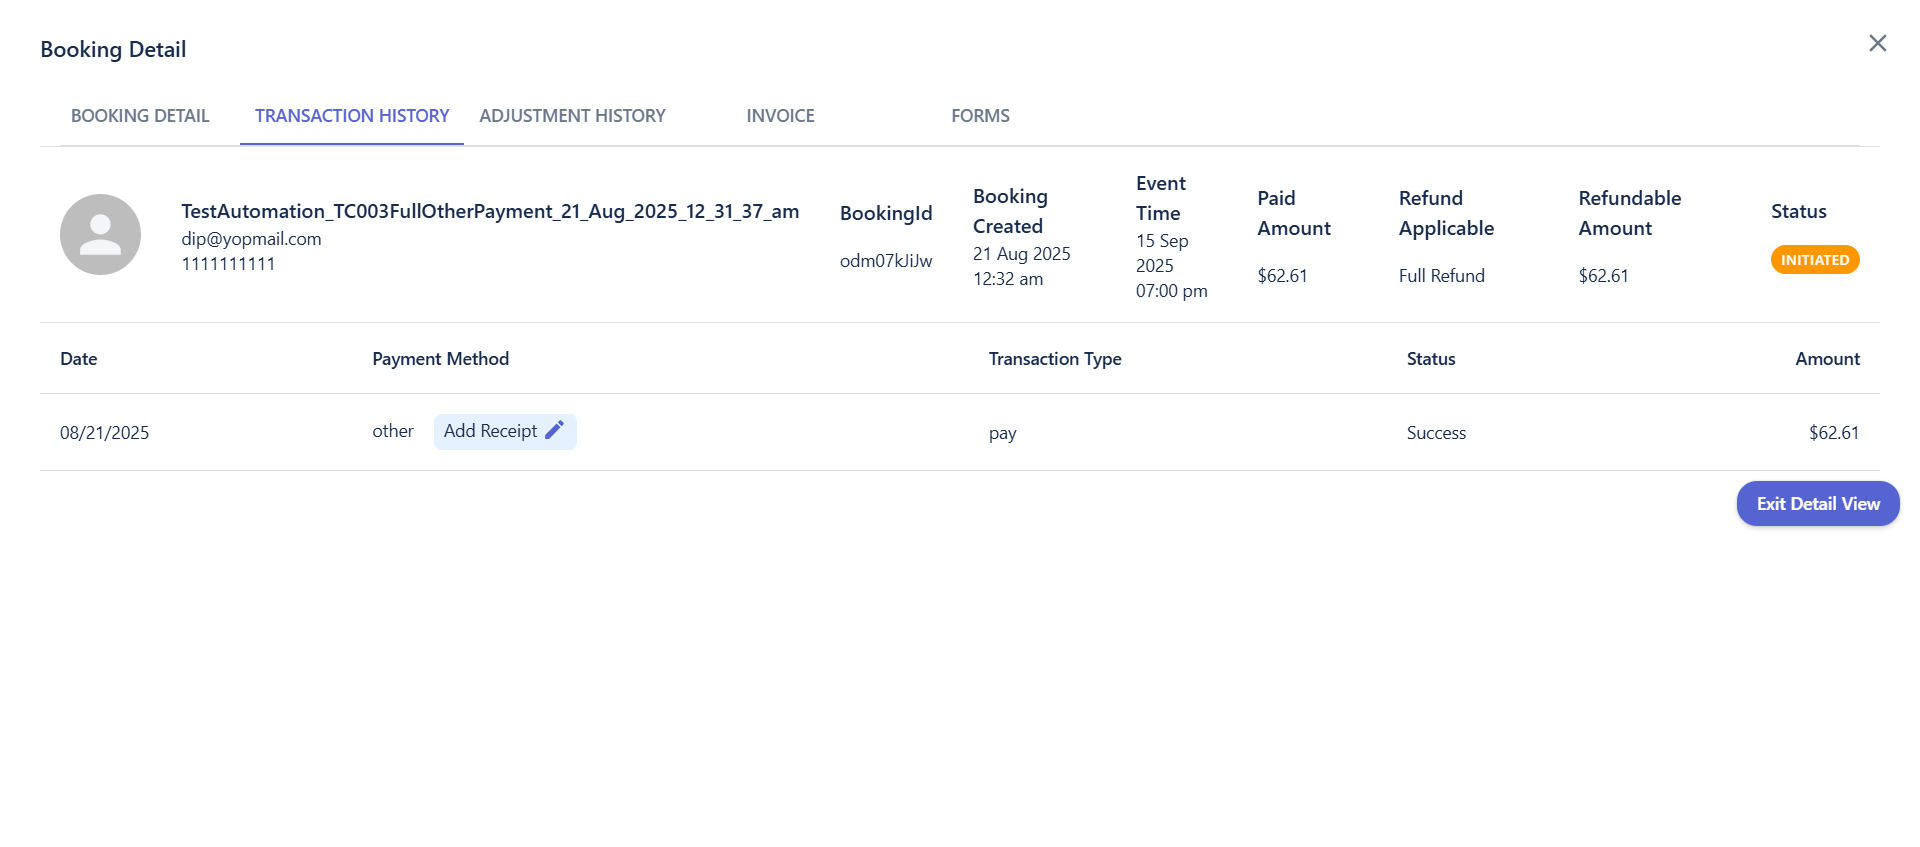 Booking Detail
BOOKING DETAIL
TRANSACTION HISTORY
ADJUSTMENT HISTORY
INVOICE
FORMS
TestAutomation_TC003FullOtherPayment_21_Aug_2025_12_31_37_am
dip@yopmail.com
1111111111
BookingId
odm07kJiJw
Booking
Created
21 Aug 2025
12:32 am
Event
Time
15 Sep
2025
07:00 pm
Paid
Amount
$62.61
Refund
Applicable
Full Refund
Refundable
Amount
$62.61
Status
INITIATED
Date
Payment Method
Transaction Type
Status
Amount
08/21/2025
other
Add Receipt
pay
Success
$62.61
Exit Detail View